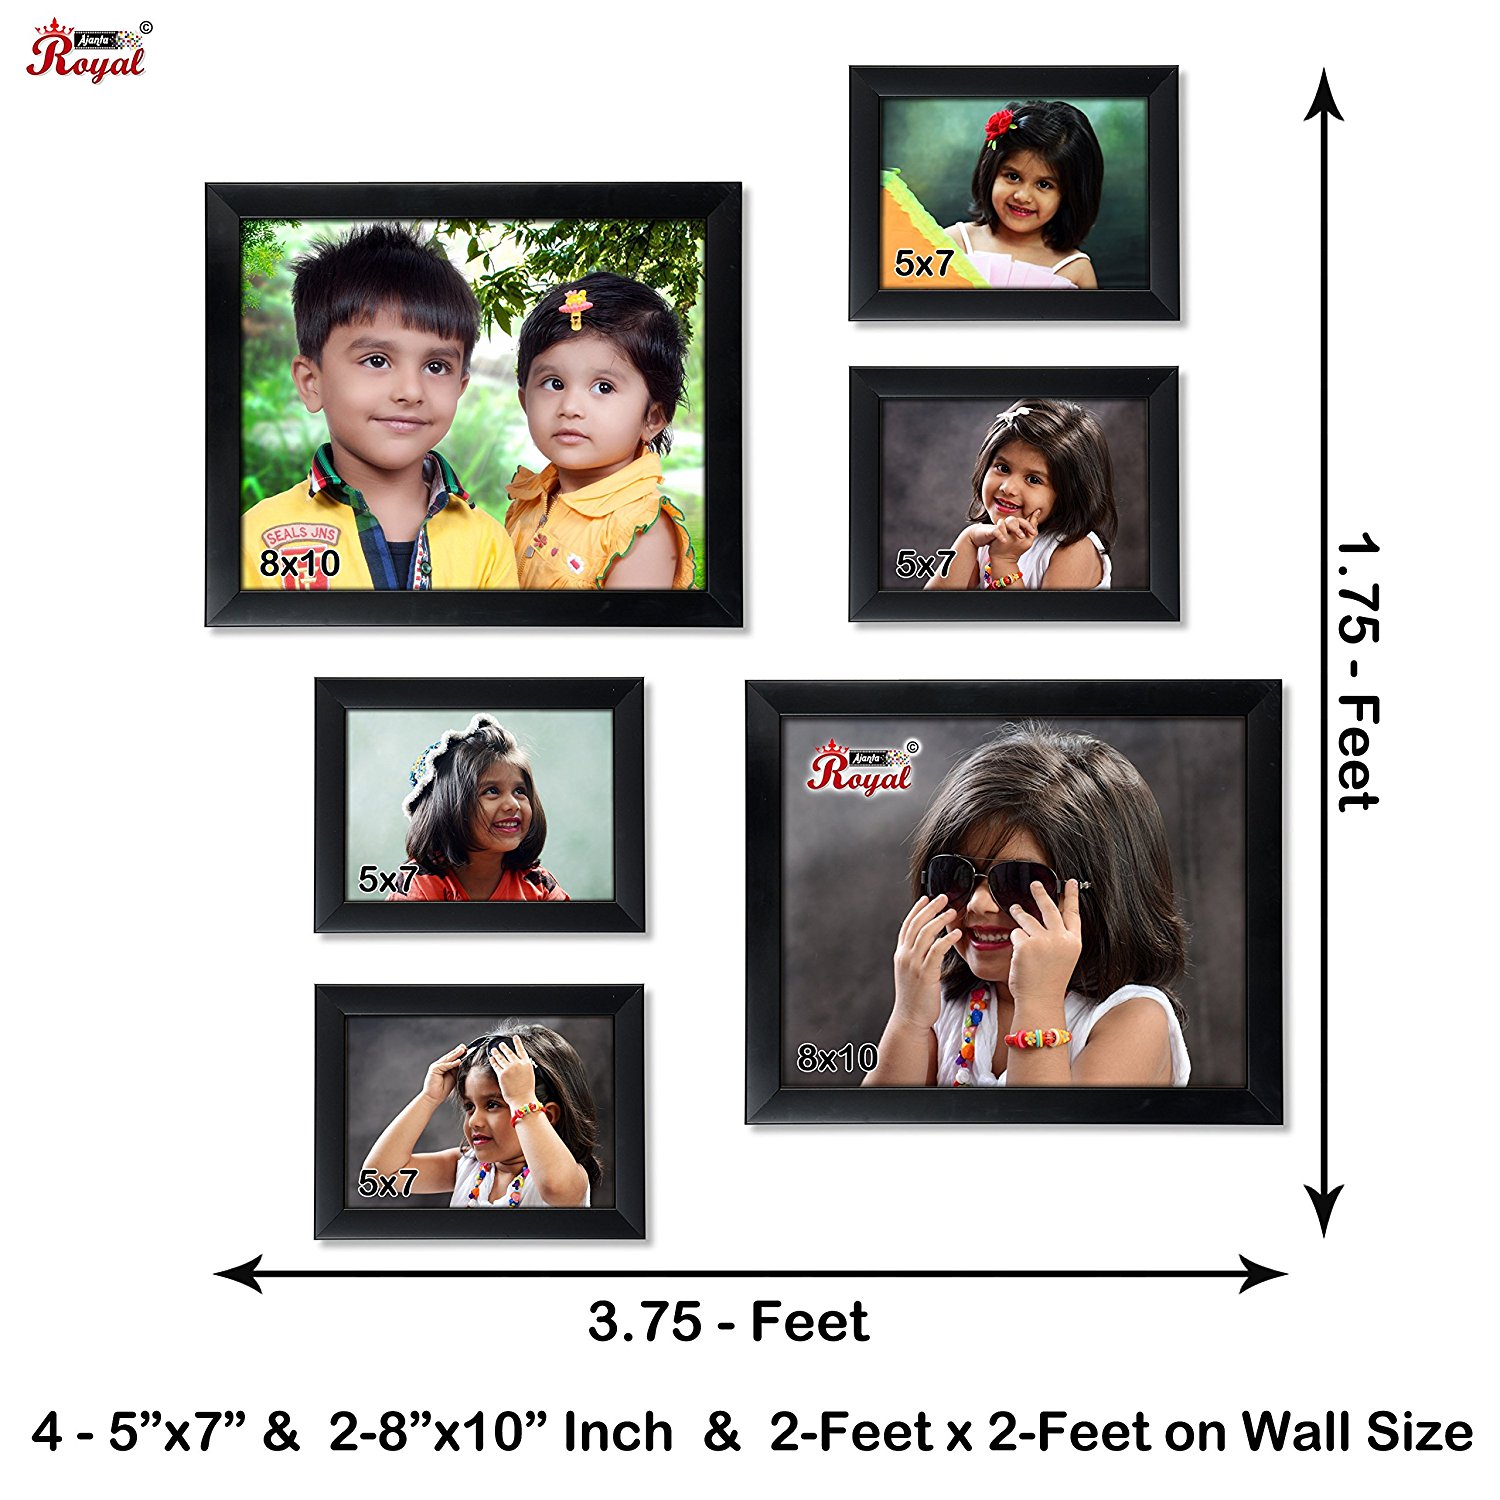 Ajanta ©
Royal
5x7
SEALS JNS
8x10
5x7
1.75 - Feet
5x7
Ajanta ©
Royal
8x10
5x7
3.75 - Feet
4 - 5”x7” & 2-8”x10” Inch & 2-Feet x 2-Feet on Wall Size